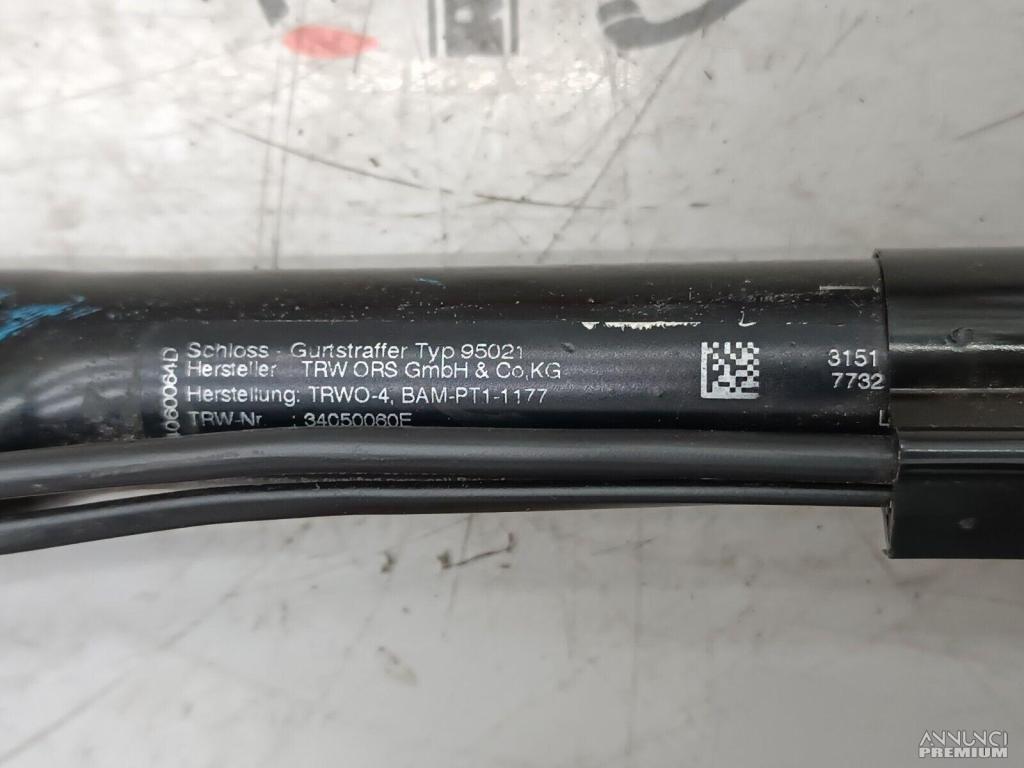 Schloss - Gurtstraffer Typ 95021
Hersteller TRW ORS GmbH & Co,KG
Herstellung: TRWO-4, BAM-PT1-1177
TRW-Nr. : 34050060E
060064D
3151
7732
L
ANNUNCI
PREMIUM